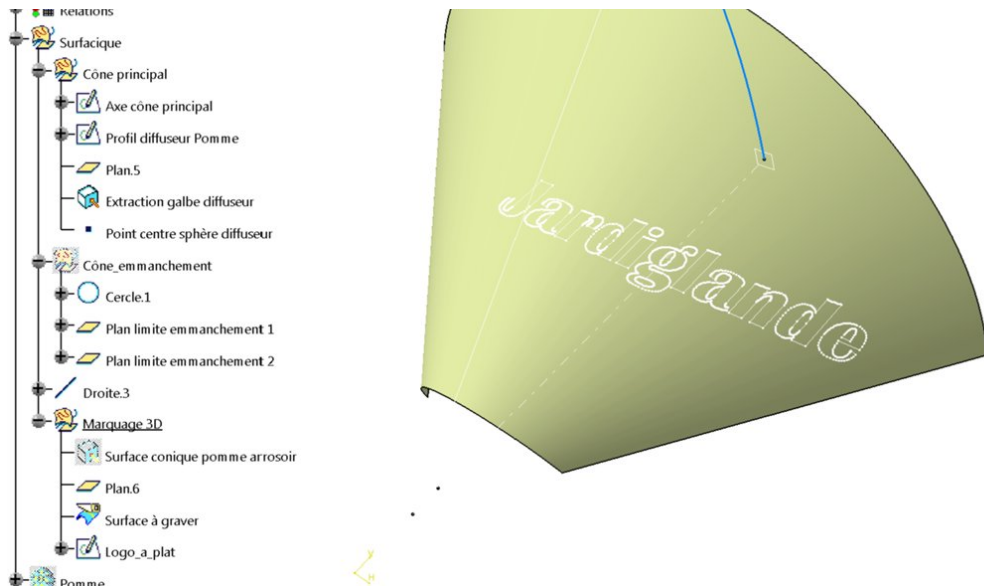 Relations
Surfacique
Cône principal
Axe cône principal
Profil diffuseur Pomme
Plan.5
Extraction galbe diffuseur
Point centre sphère diffuseur
Cône_emmanchement
Cercle.1
Plan limite emmanchement 1
Plan limite emmanchement 2
Droite.3
Marquage 3D
Surface conique pomme arrosoir
Plan.6
Surface à graver
Logo_a_plat
Pomme
Jardiglande
y
H